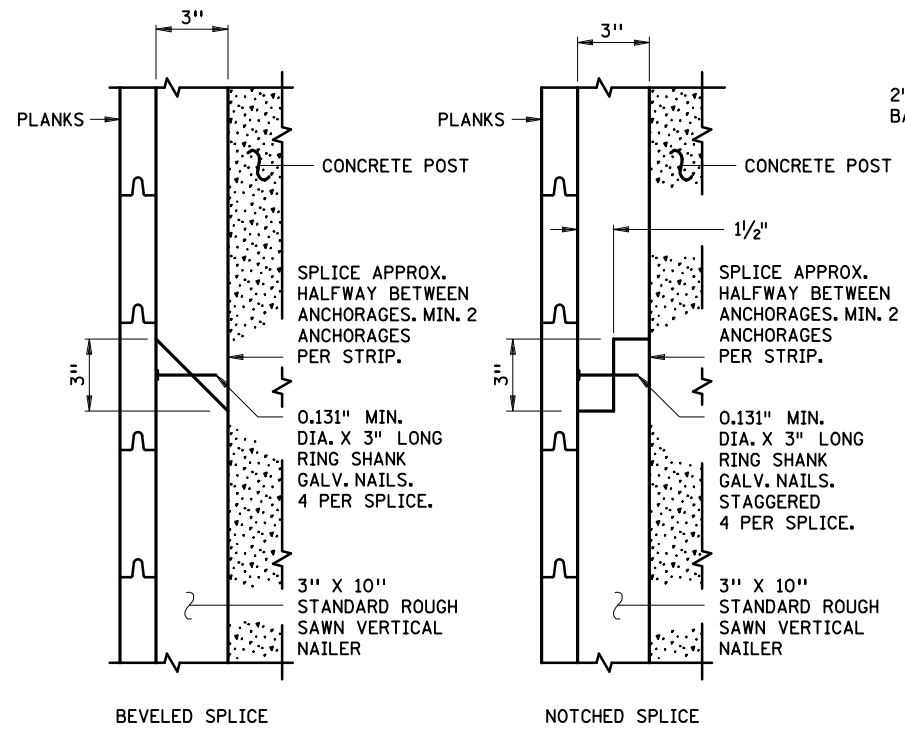 3"
PLANKS
CONCRETE POST
SPLICE APPROX.
HALFWAY BETWEEN
ANCHORAGES. MIN. 2
ANCHORAGES
PER STRIP.
3"
0.131" MIN.
DIA. X 3" LONG
RING SHANK
GALV. NAILS.
4 PER SPLICE.
3" X 10"
STANDARD ROUGH
SAWN VERTICAL
NAILER
BEVELED SPLICE
3"
PLANKS
CONCRETE POST
1½"
SPLICE APPROX.
HALFWAY BETWEEN
ANCHORAGES. MIN. 2
ANCHORAGES
PER STRIP.
3"
0.131" MIN.
DIA. X 3" LONG
RING SHANK
GALV. NAILS.
STAGGERED
4 PER SPLICE.
3" X 10"
STANDARD ROUGH
SAWN VERTICAL
NAILER
NOTCHED SPLICE